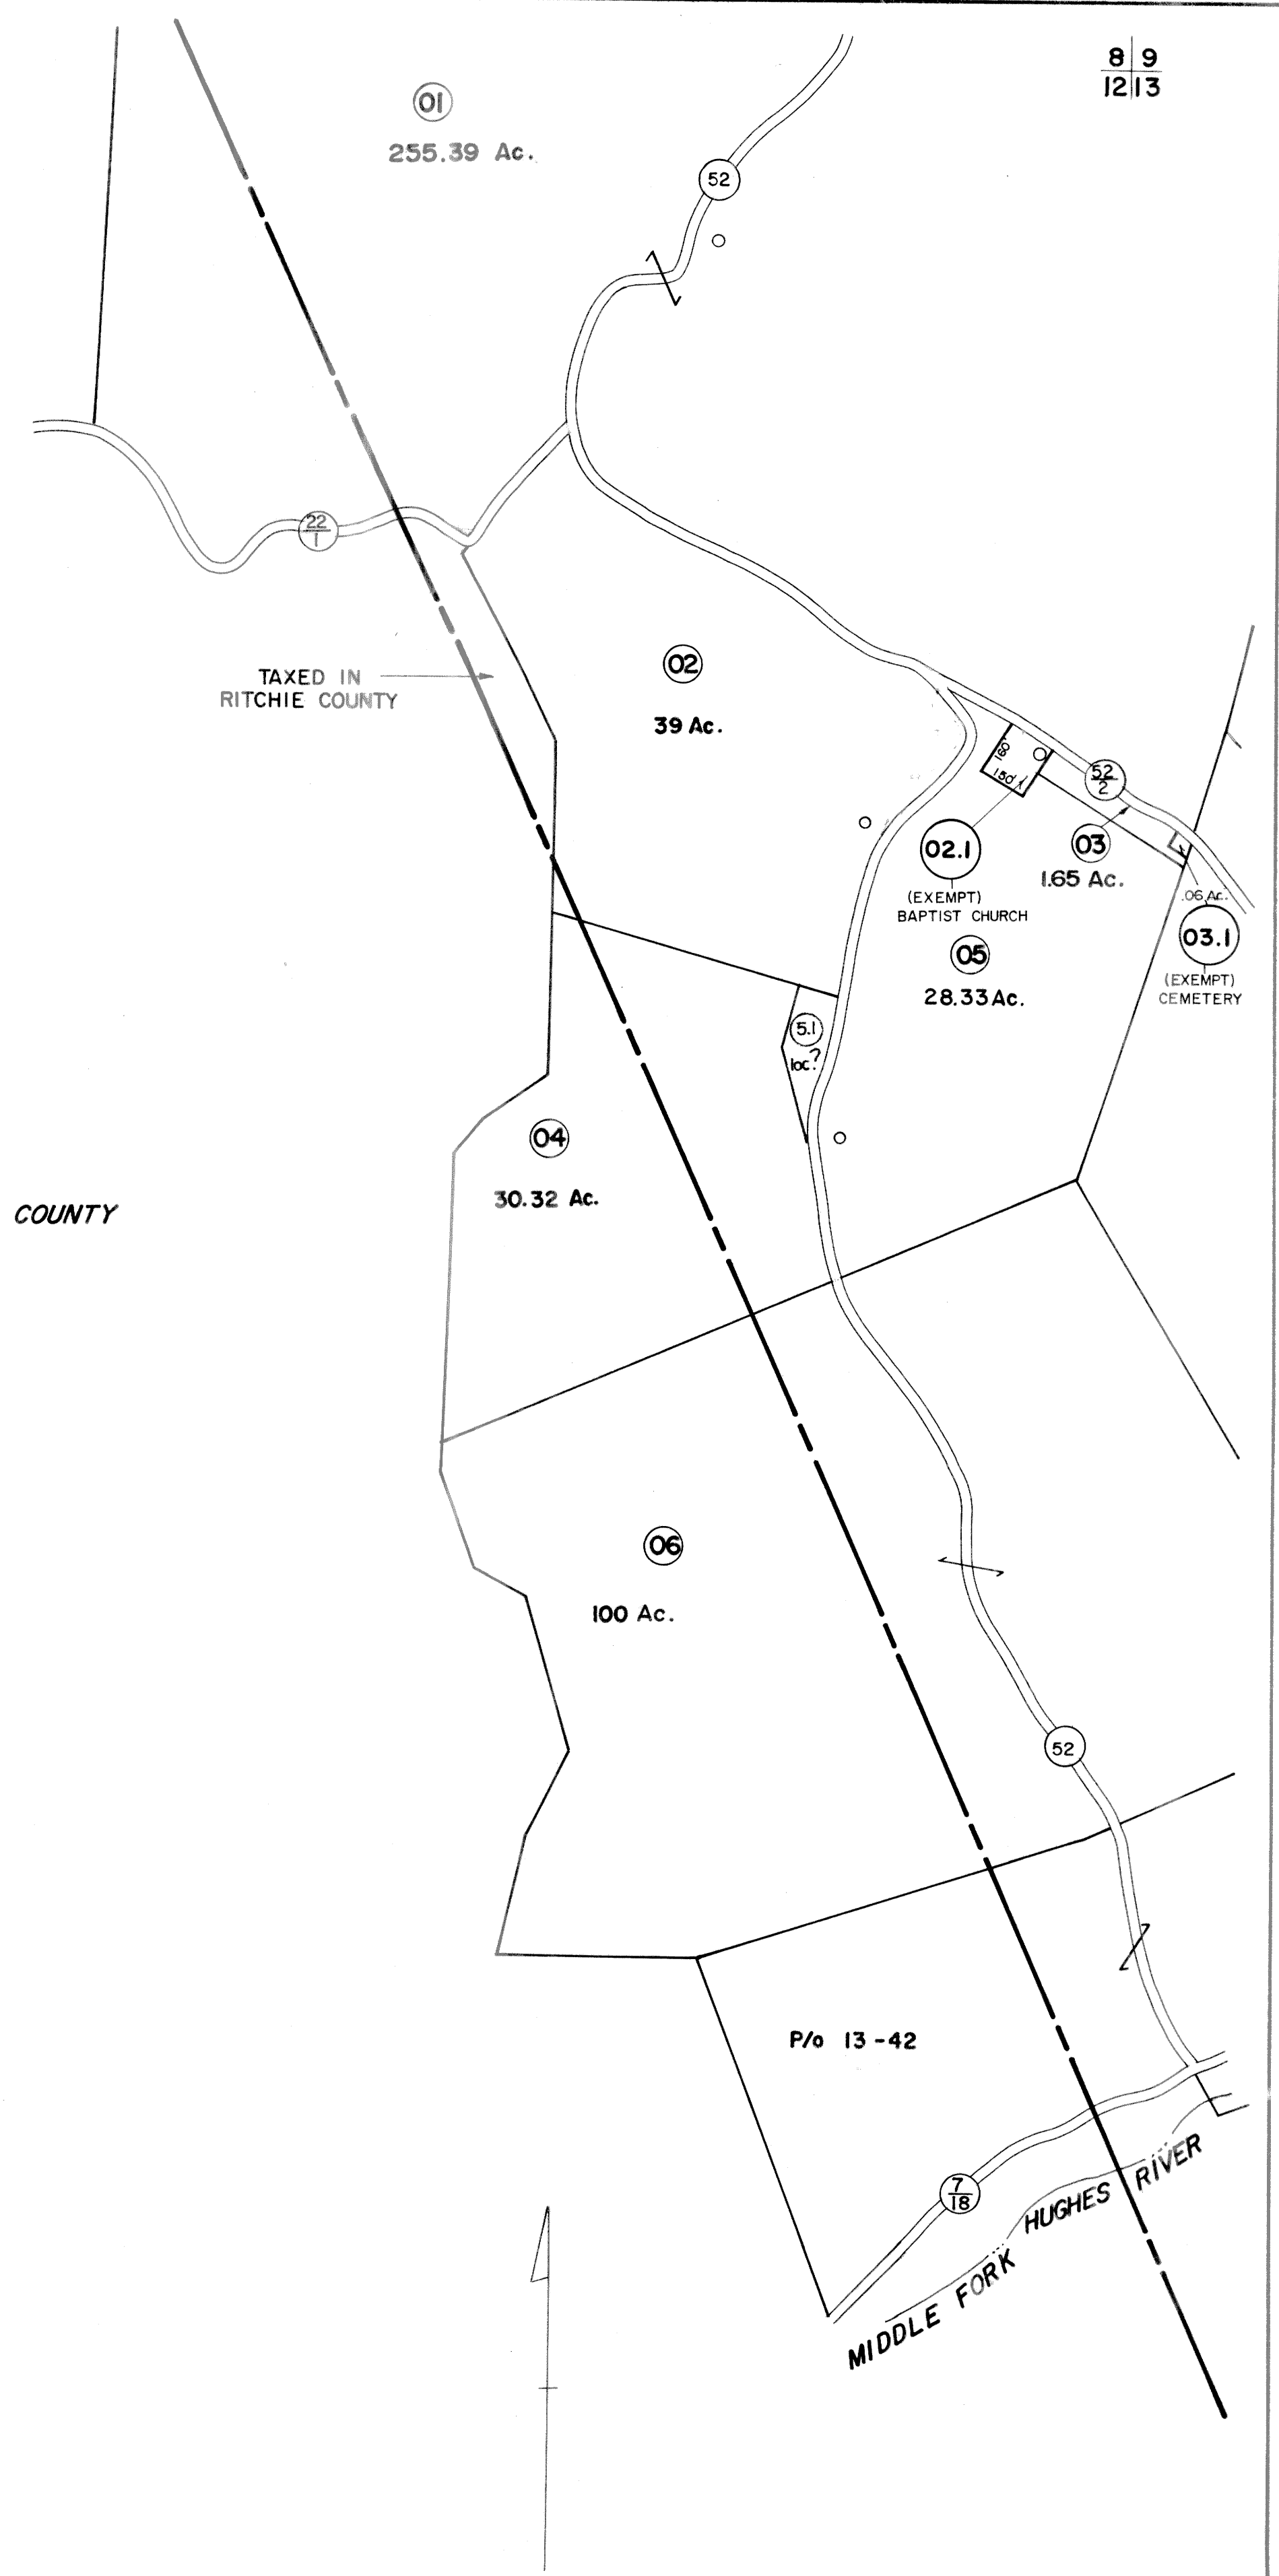 8 9
12 13
01
255.39 Ac.
52
22
1
TAXED IN
RITCHIE COUNTY
02
39 Ac.
160'
150'
52
2
02.1
(EXEMPT)
BAPTIST CHURCH
03
1.65 Ac.
.06 Ac.
03.1
(EXEMPT)
CEMETERY
05
28.33 Ac.
5.1
loc?
04
30.32 Ac.
COUNTY
06
100 Ac.
52
P/o 13-42
7
18
MIDDLE FORK HUGHES RIVER